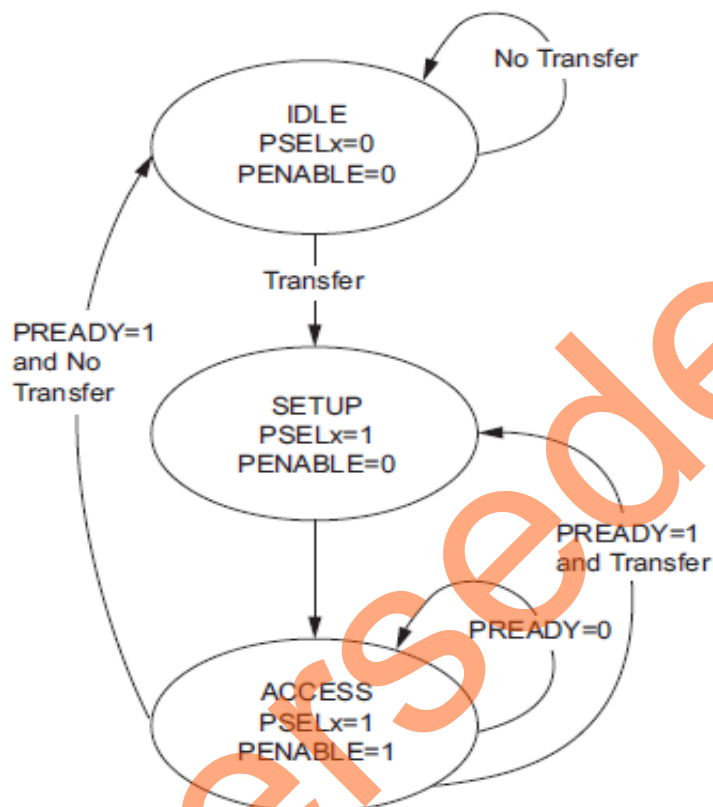 No Transfer
IDLE
PSELx=0
PENABLE=0
Transfer
PREADY=1
and No
Transfer
SETUP
PSELx=1
PENABLE=0
PREADY=1
and Transfer
PREADY=0
ACCESS
PSELx=1
PENABLE=1
ersede